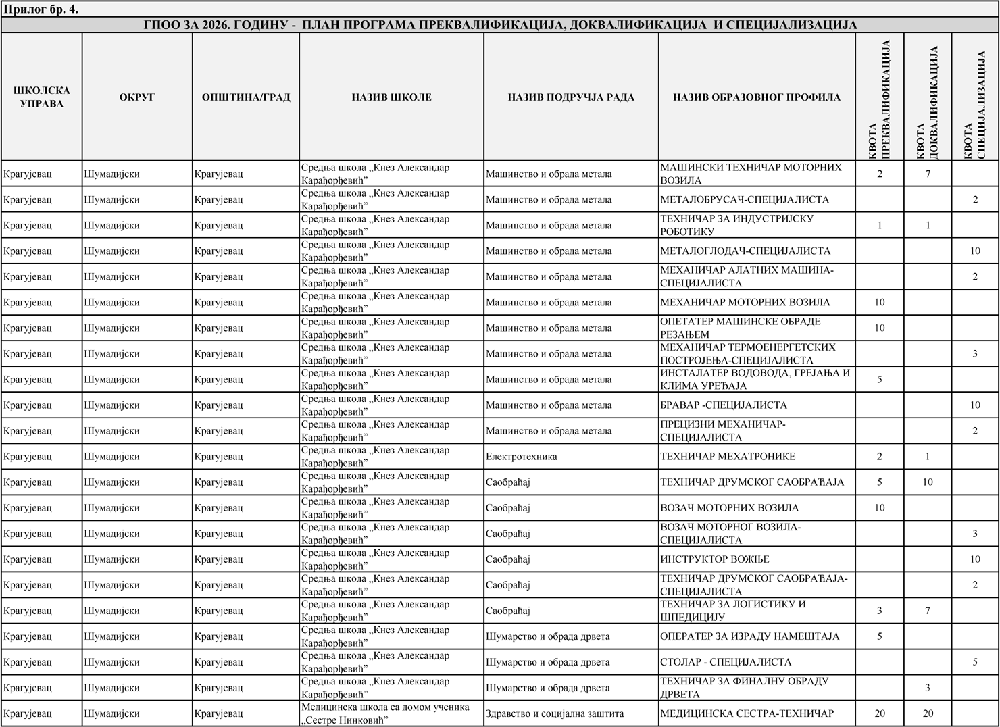 Прилог бр. 4.
ГПОО ЗА 2026. ГОДИНУ - ПЛАН ПРОГРАМА ПРЕКВАЛИФИКАЦИЈА, ДОКВАЛИФИКАЦИЈА И СПЕЦИЈАЛИЗАЦИЈА
ШКОЛСКА УПРАВА ОКРУГ ОПШТИНА/ГРАД НАЗИВ ШКОЛЕ НАЗИВ ПОДРУЧЈА РАДА НАЗИВ ОБРАЗОВНОГ ПРОФИЛА КВОТА ПРЕКВАЛИФИКАЦИЈА КВОТА ДОКВАЛИФИКАЦИЈА КВОТА СПЕЦИЈАЛИЗАЦИЈА
Крагујевац Шумадијски Крагујевац Средња школа „Кнез Александар Карађорђевић” Машинство и обрада метала МАШИНСКИ ТЕХНИЧАР МОТОРНИХ ВОЗИЛА 2 7
Крагујевац Шумадијски Крагујевац Средња школа „Кнез Александар Карађорђевић” Машинство и обрада метала МЕТАЛОБРУСАЧ-СПЕЦИЈАЛИСТА 2
Крагујевац Шумадијски Крагујевац Средња школа „Кнез Александар Карађорђевић” Машинство и обрада метала ТЕХНИЧАР ЗА ИНДУСТРИЈСКУ РОБОТИКУ 1 1
Крагујевац Шумадијски Крагујевац Средња школа „Кнез Александар Карађорђевић” Машинство и обрада метала МЕТАЛОГЛОДАЧ-СПЕЦИЈАЛИСТА 10
Крагујевац Шумадијски Крагујевац Средња школа „Кнез Александар Карађорђевић” Машинство и обрада метала МЕХАНИЧАР АЛАТНИХ МАШИНА-СПЕЦИЈАЛИСТА 2
Крагујевац Шумадијски Крагујевац Средња школа „Кнез Александар Карађорђевић” Машинство и обрада метала МЕХАНИЧАР МОТОРНИХ ВОЗИЛА 10
Крагујевац Шумадијски Крагујевац Средња школа „Кнез Александар Карађорђевић” Машинство и обрада метала ОПЕТАТЕР МАШИНСКЕ ОБРАДЕ РЕЗАЊЕМ 10
Крагујевац Шумадијски Крагујевац Средња школа „Кнез Александар Карађорђевић” Машинство и обрада метала МЕХАНИЧАР ТЕРМОЕНЕРГЕТСКИХ ПОСТРОЈЕЊА-СПЕЦИЈАЛИСТА 3
Крагујевац Шумадијски Крагујевац Средња школа „Кнез Александар Карађорђевић” Машинство и обрада метала ИНСТАЛАТЕР ВОДОВОДА, ГРЕЈАЊА И КЛИМА УРЕЂАЈА 5
Крагујевац Шумадијски Крагујевац Средња школа „Кнез Александар Карађорђевић” Машинство и обрада метала БРАВАР -СПЕЦИЈАЛИСТА 10
Крагујевац Шумадијски Крагујевац Средња школа „Кнез Александар Карађорђевић” Машинство и обрада метала ПРЕЦИЗНИ МЕХАНИЧАР-СПЕЦИЈАЛИСТА 2
Крагујевац Шумадијски Крагујевац Средња школа „Кнез Александар Карађорђевић” Електротехника ТЕХНИЧАР МЕХАТРОНИКЕ 2 1
Крагујевац Шумадијски Крагујевац Средња школа „Кнез Александар Карађорђевић” Саобраћај ТЕХНИЧАР ДРУМСКОГ САОБРАЋАЈА 5 10
Крагујевац Шумадијски Крагујевац Средња школа „Кнез Александар Карађорђевић” Саобраћај ВОЗАЧ МОТОРНИХ ВОЗИЛА 10
Крагујевац Шумадијски Крагујевац Средња школа „Кнез Александар Карађорђевић” Саобраћај ВОЗАЧ МОТОРНОГ ВОЗИЛА-СПЕЦИЈАЛИСТА 3
Крагујевац Шумадијски Крагујевац Средња школа „Кнез Александар Карађорђевић” Саобраћај ИНСТРУКТОР ВОЖЊЕ 10
Крагујевац Шумадијски Крагујевац Средња школа „Кнез Александар Карађорђевић” Саобраћај ТЕХНИЧАР ДРУМСКОГ САОБРАЋАЈА-СПЕЦИЈАЛИСТА 2
Крагујевац Шумадијски Крагујевац Средња школа „Кнез Александар Карађорђевић” Саобраћај ТЕХНИЧАР ЗА ЛОГИСТИКУ И ШПЕДИЦИЈУ 3 7
Крагујевац Шумадијски Крагујевац Средња школа „Кнез Александар Карађорђевић” Шумарство и обрада дрвета ОПЕРАТЕР ЗА ИЗРАДУ НАМЕШТАЈА 5
Крагујевац Шумадијски Крагујевац Средња школа „Кнез Александар Карађорђевић” Шумарство и обрада дрвета СТОЛАР - СПЕЦИЈАЛИСТА 5
Крагујевац Шумадијски Крагујевац Средња школа „Кнез Александар Карађорђевић” Шумарство и обрада дрвета ТЕХНИЧАР ЗА ФИНАЛНУ ОБРАДУ ДРВЕТА 3
Крагујевац Шумадијски Крагујевац Медицинска школа са домом ученика „Сестре Нинковић” Здравство и социјална заштита МЕДИЦИНСКА СЕСТРА-ТЕХНИЧАР 20 20